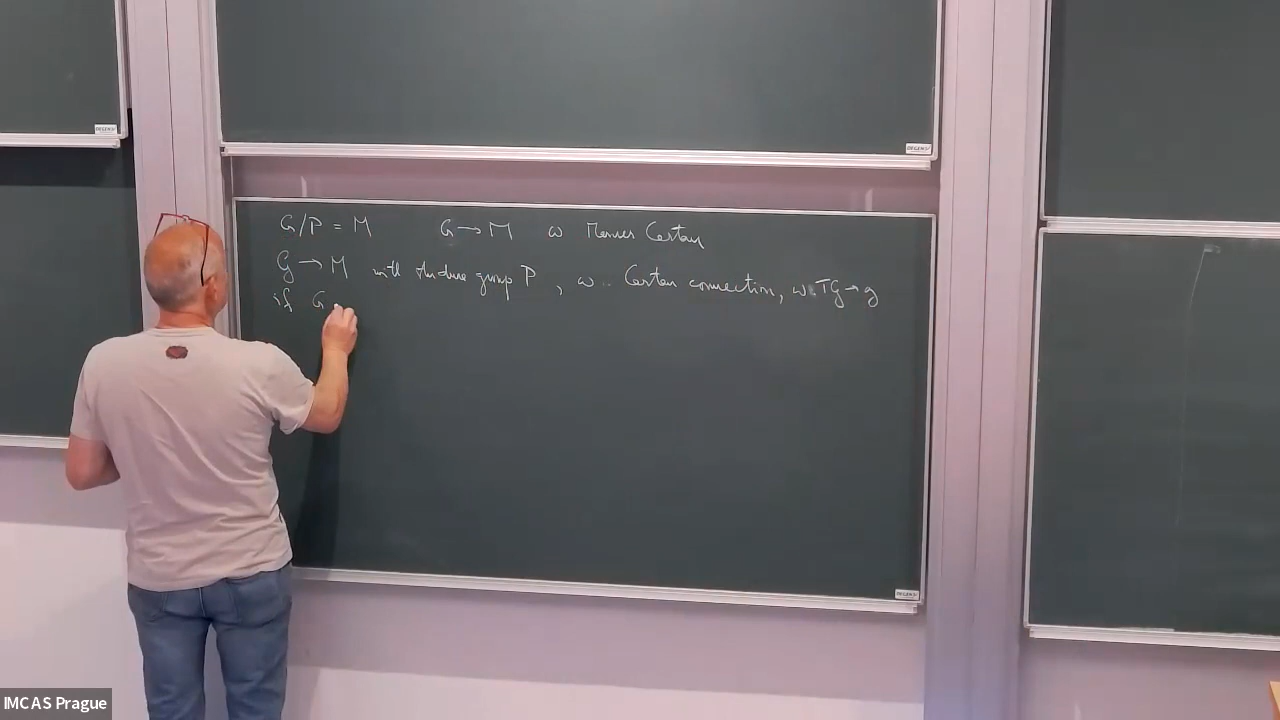 G/P = M G → M ω Maurer Cartan
𝒢 → M with structure group P , ω .. Cartan connection, ω : T𝒢 → 𝔤
if G
IMCAS Prague